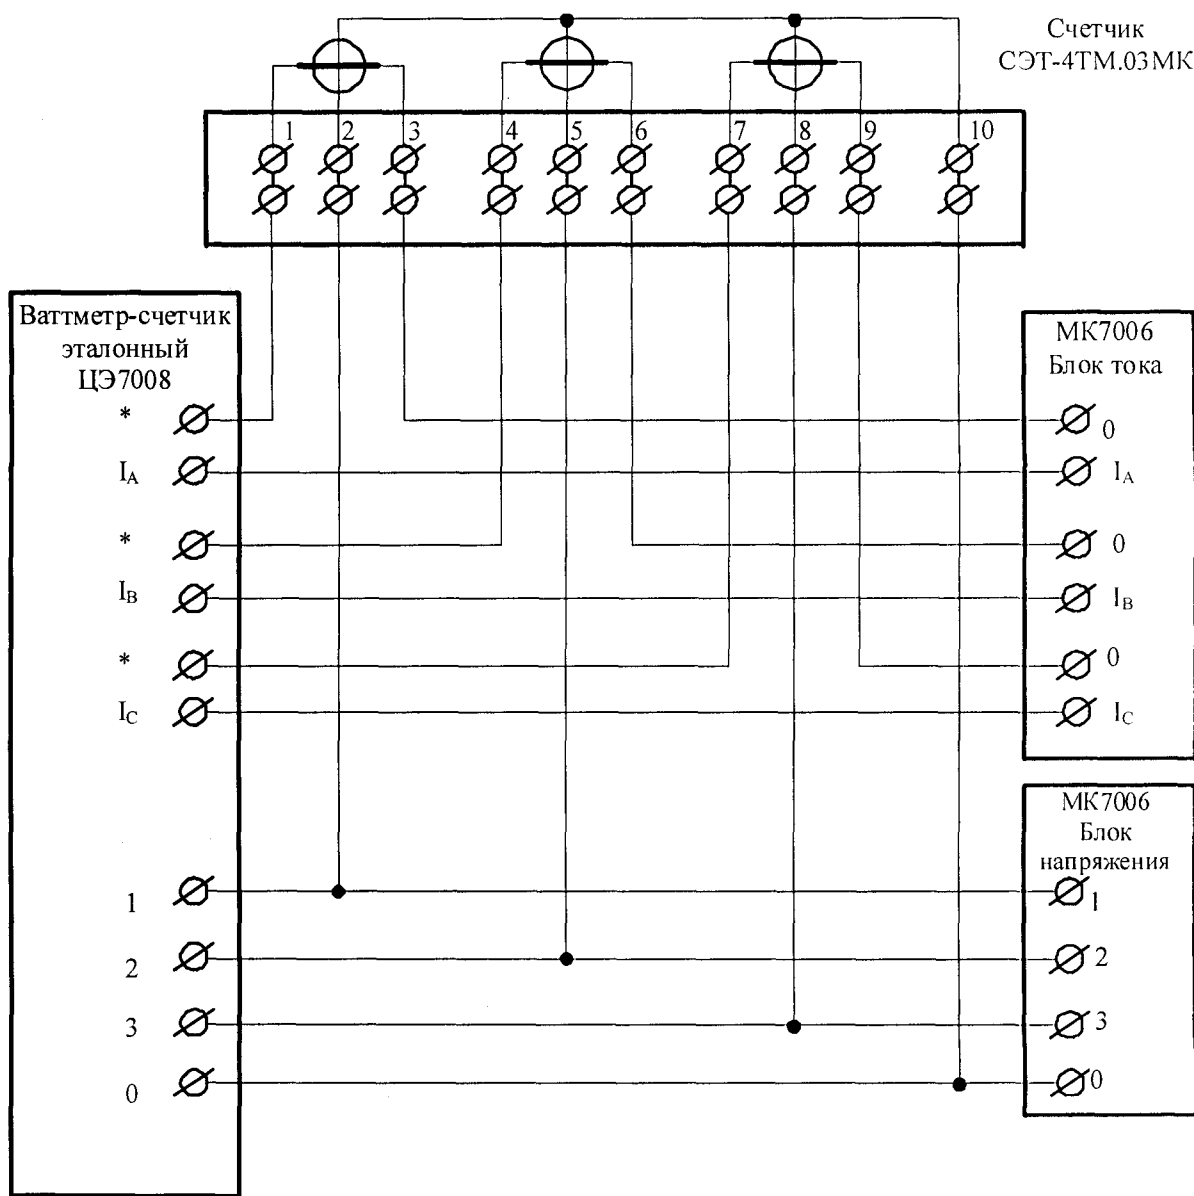 Счетчик
СЭТ-4ТМ.03МК
1 2 3 4 5 6 7 8 9 10
Ваттметр-счетчик
эталонный
ЦЭ7008
*
IA
*
IB
*
IC
1
2
3
0
МК7006
Блок тока
0
IA
0
IB
0
IC
МК7006
Блок
напряжения
1
2
3
0